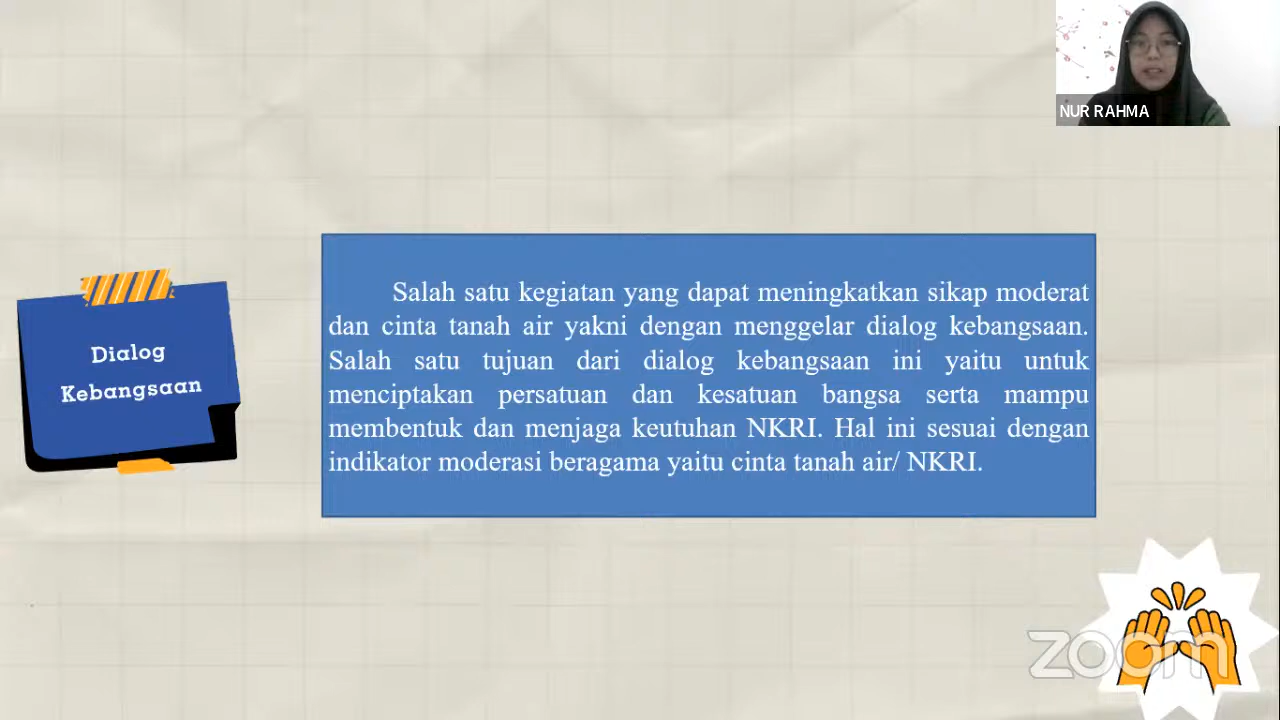 NUR RAHMA
Dialog
Kebangsaan
Salah satu kegiatan yang dapat meningkatkan sikap moderat
dan cinta tanah air yakni dengan menggelar dialog kebangsaan.
Salah satu tujuan dari dialog kebangsaan ini yaitu untuk
menciptakan persatuan dan kesatuan bangsa serta mampu
membentuk dan menjaga keutuhan NKRI. Hal ini sesuai dengan
indikator moderasi beragama yaitu cinta tanah air/ NKRI.
zoom